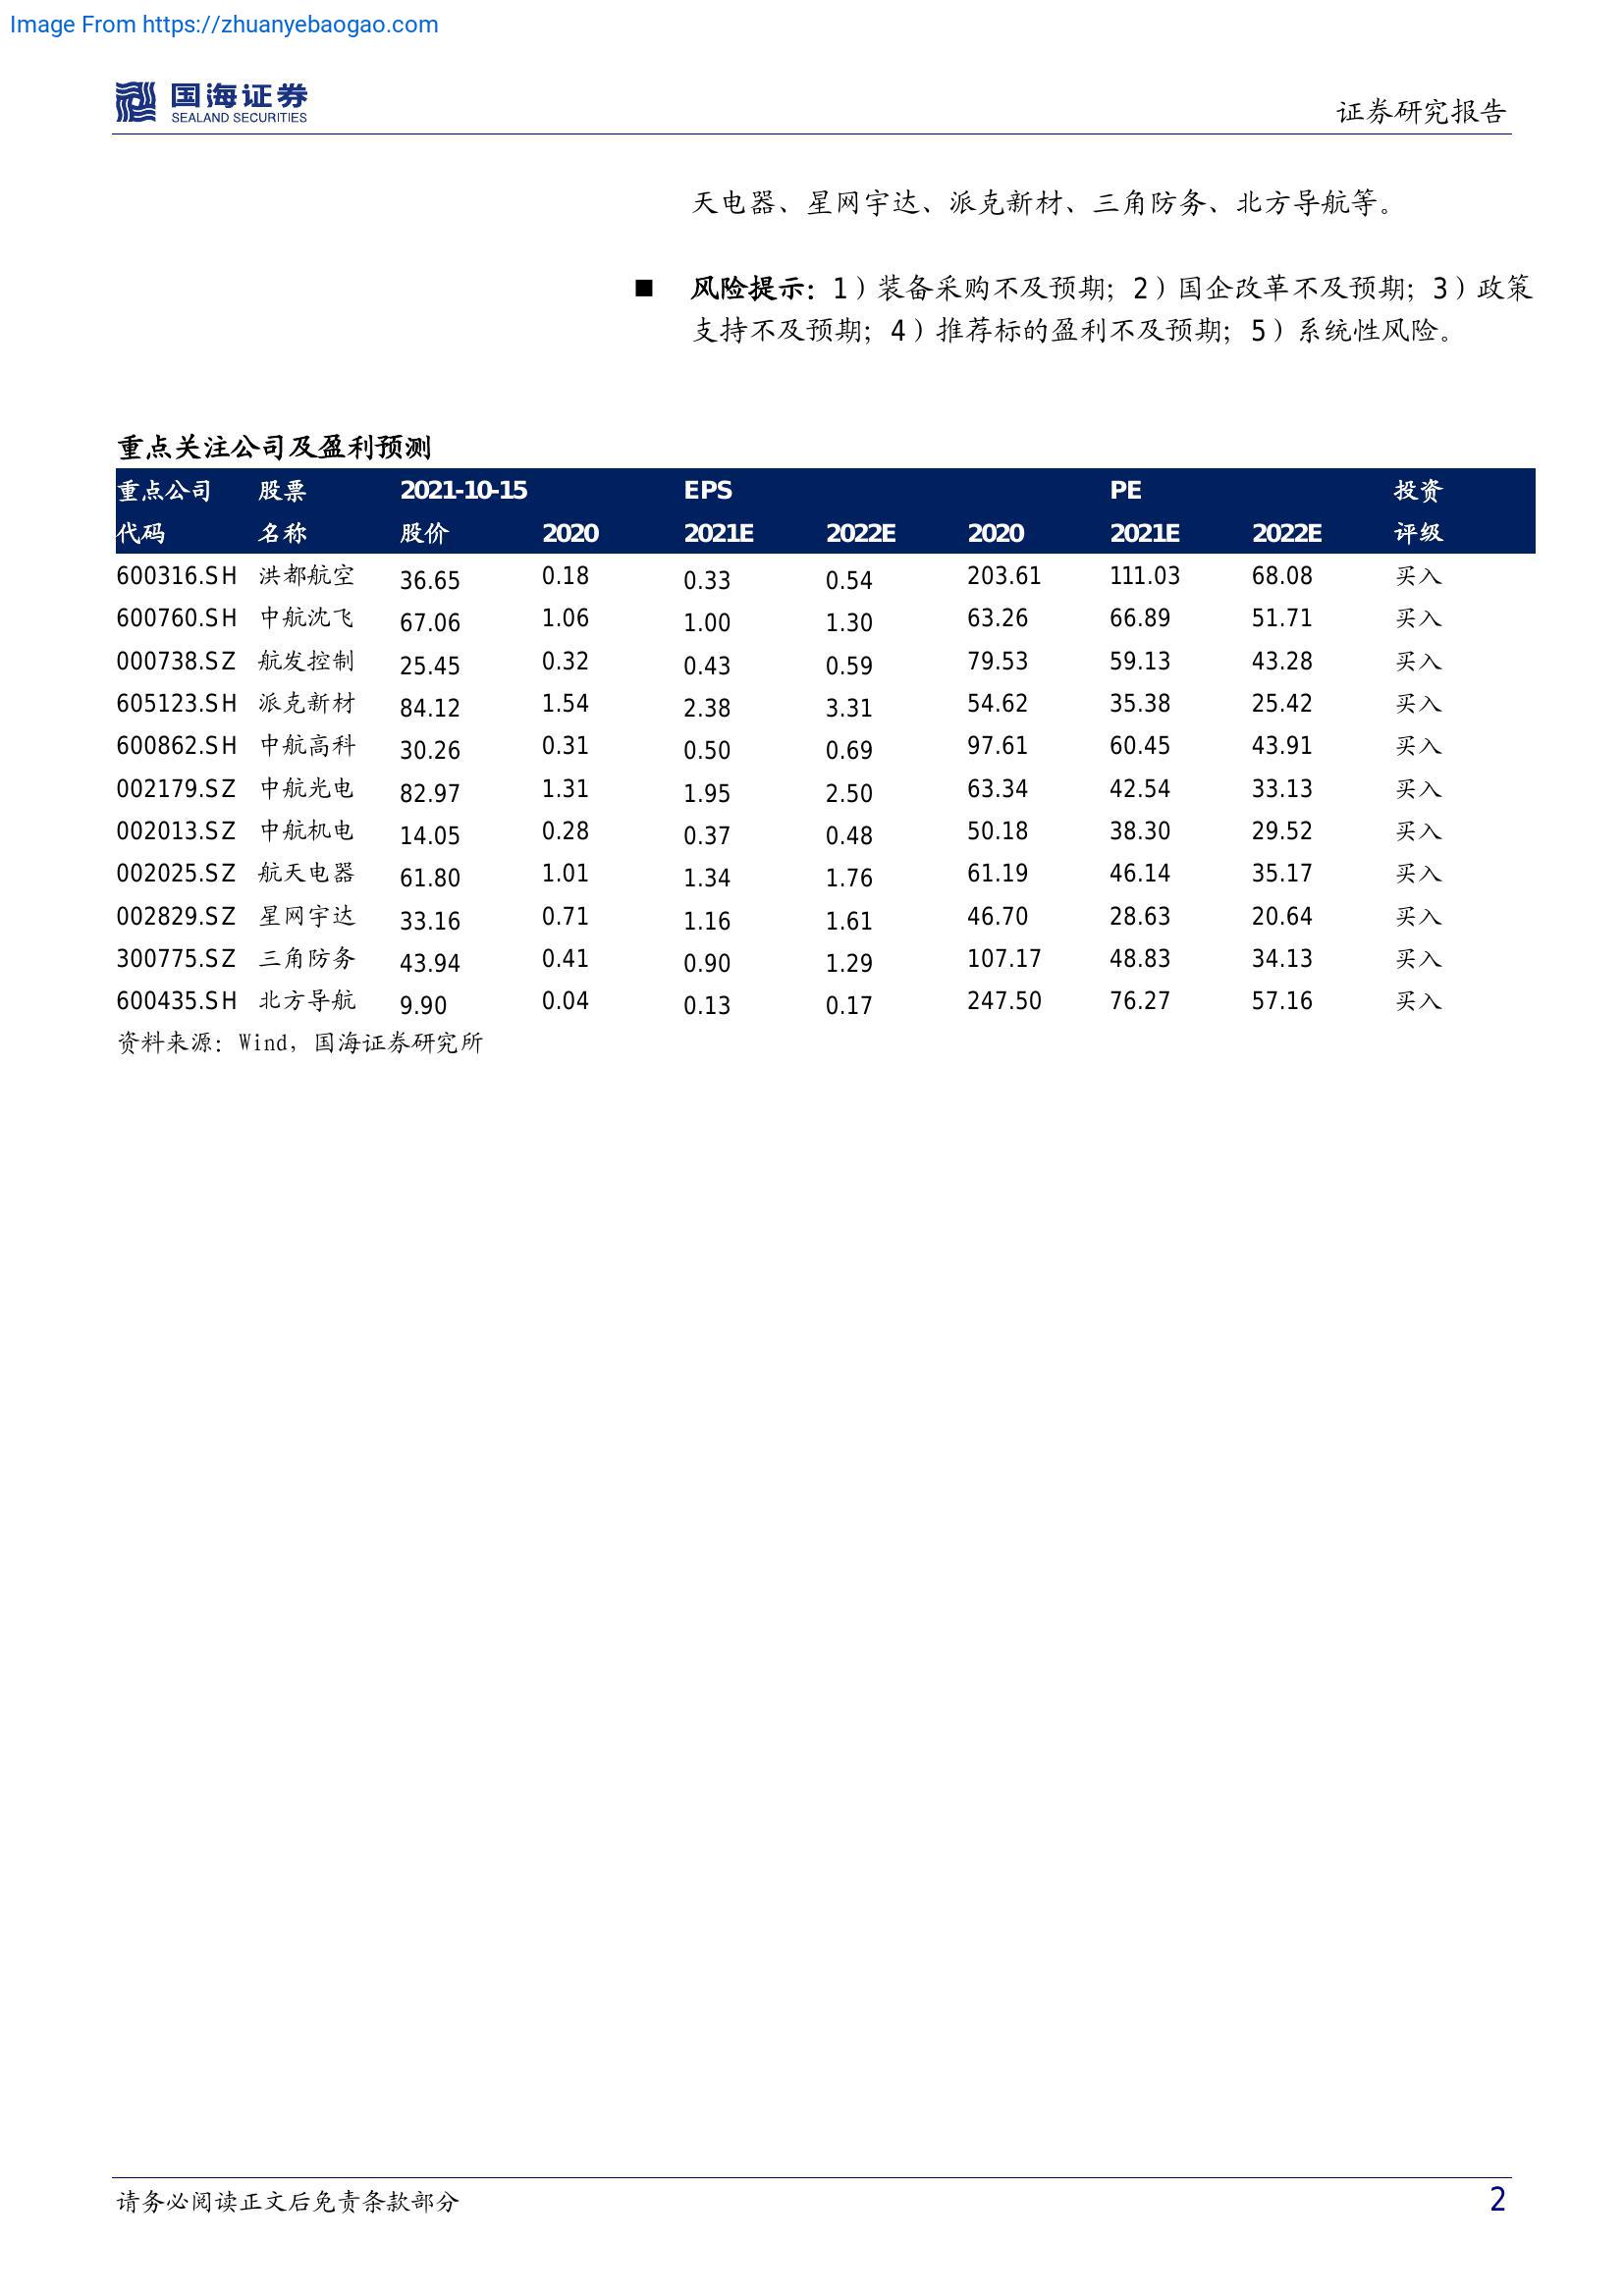 Image From https://zhuanyebaogao.com
国海证券
SEALAND SECURITIES
证券研究报告
天电器、星网宇达、派克新材、三角防务、北方导航等。
■ 风险提示：1）装备采购不及预期；2）国企改革不及预期；3）政策
支持不及预期；4）推荐标的盈利不及预期；5）系统性风险。
重点关注公司及盈利预测
重点公司 股票 2021-10-15 EPS PE 投资
代码 名称 股价 2020 2021E 2022E 2020 2021E 2022E 评级
600316.SH 洪都航空 36.65 0.18 0.33 0.54 203.61 111.03 68.08 买入
600760.SH 中航沈飞 67.06 1.06 1.00 1.30 63.26 66.89 51.71 买入
000738.SZ 航发控制 25.45 0.32 0.43 0.59 79.53 59.13 43.28 买入
605123.SH 派克新材 84.12 1.54 2.38 3.31 54.62 35.38 25.42 买入
600862.SH 中航高科 30.26 0.31 0.50 0.69 97.61 60.45 43.91 买入
002179.SZ 中航光电 82.97 1.31 1.95 2.50 63.34 42.54 33.13 买入
002013.SZ 中航机电 14.05 0.28 0.37 0.48 50.18 38.30 29.52 买入
002025.SZ 航天电器 61.80 1.01 1.34 1.76 61.19 46.14 35.17 买入
002829.SZ 星网宇达 33.16 0.71 1.16 1.61 46.70 28.63 20.64 买入
300775.SZ 三角防务 43.94 0.41 0.90 1.29 107.17 48.83 34.13 买入
600435.SH 北方导航 9.90 0.04 0.13 0.17 247.50 76.27 57.16 买入
资料来源：Wind，国海证券研究所
请务必阅读正文后免责条款部分 2